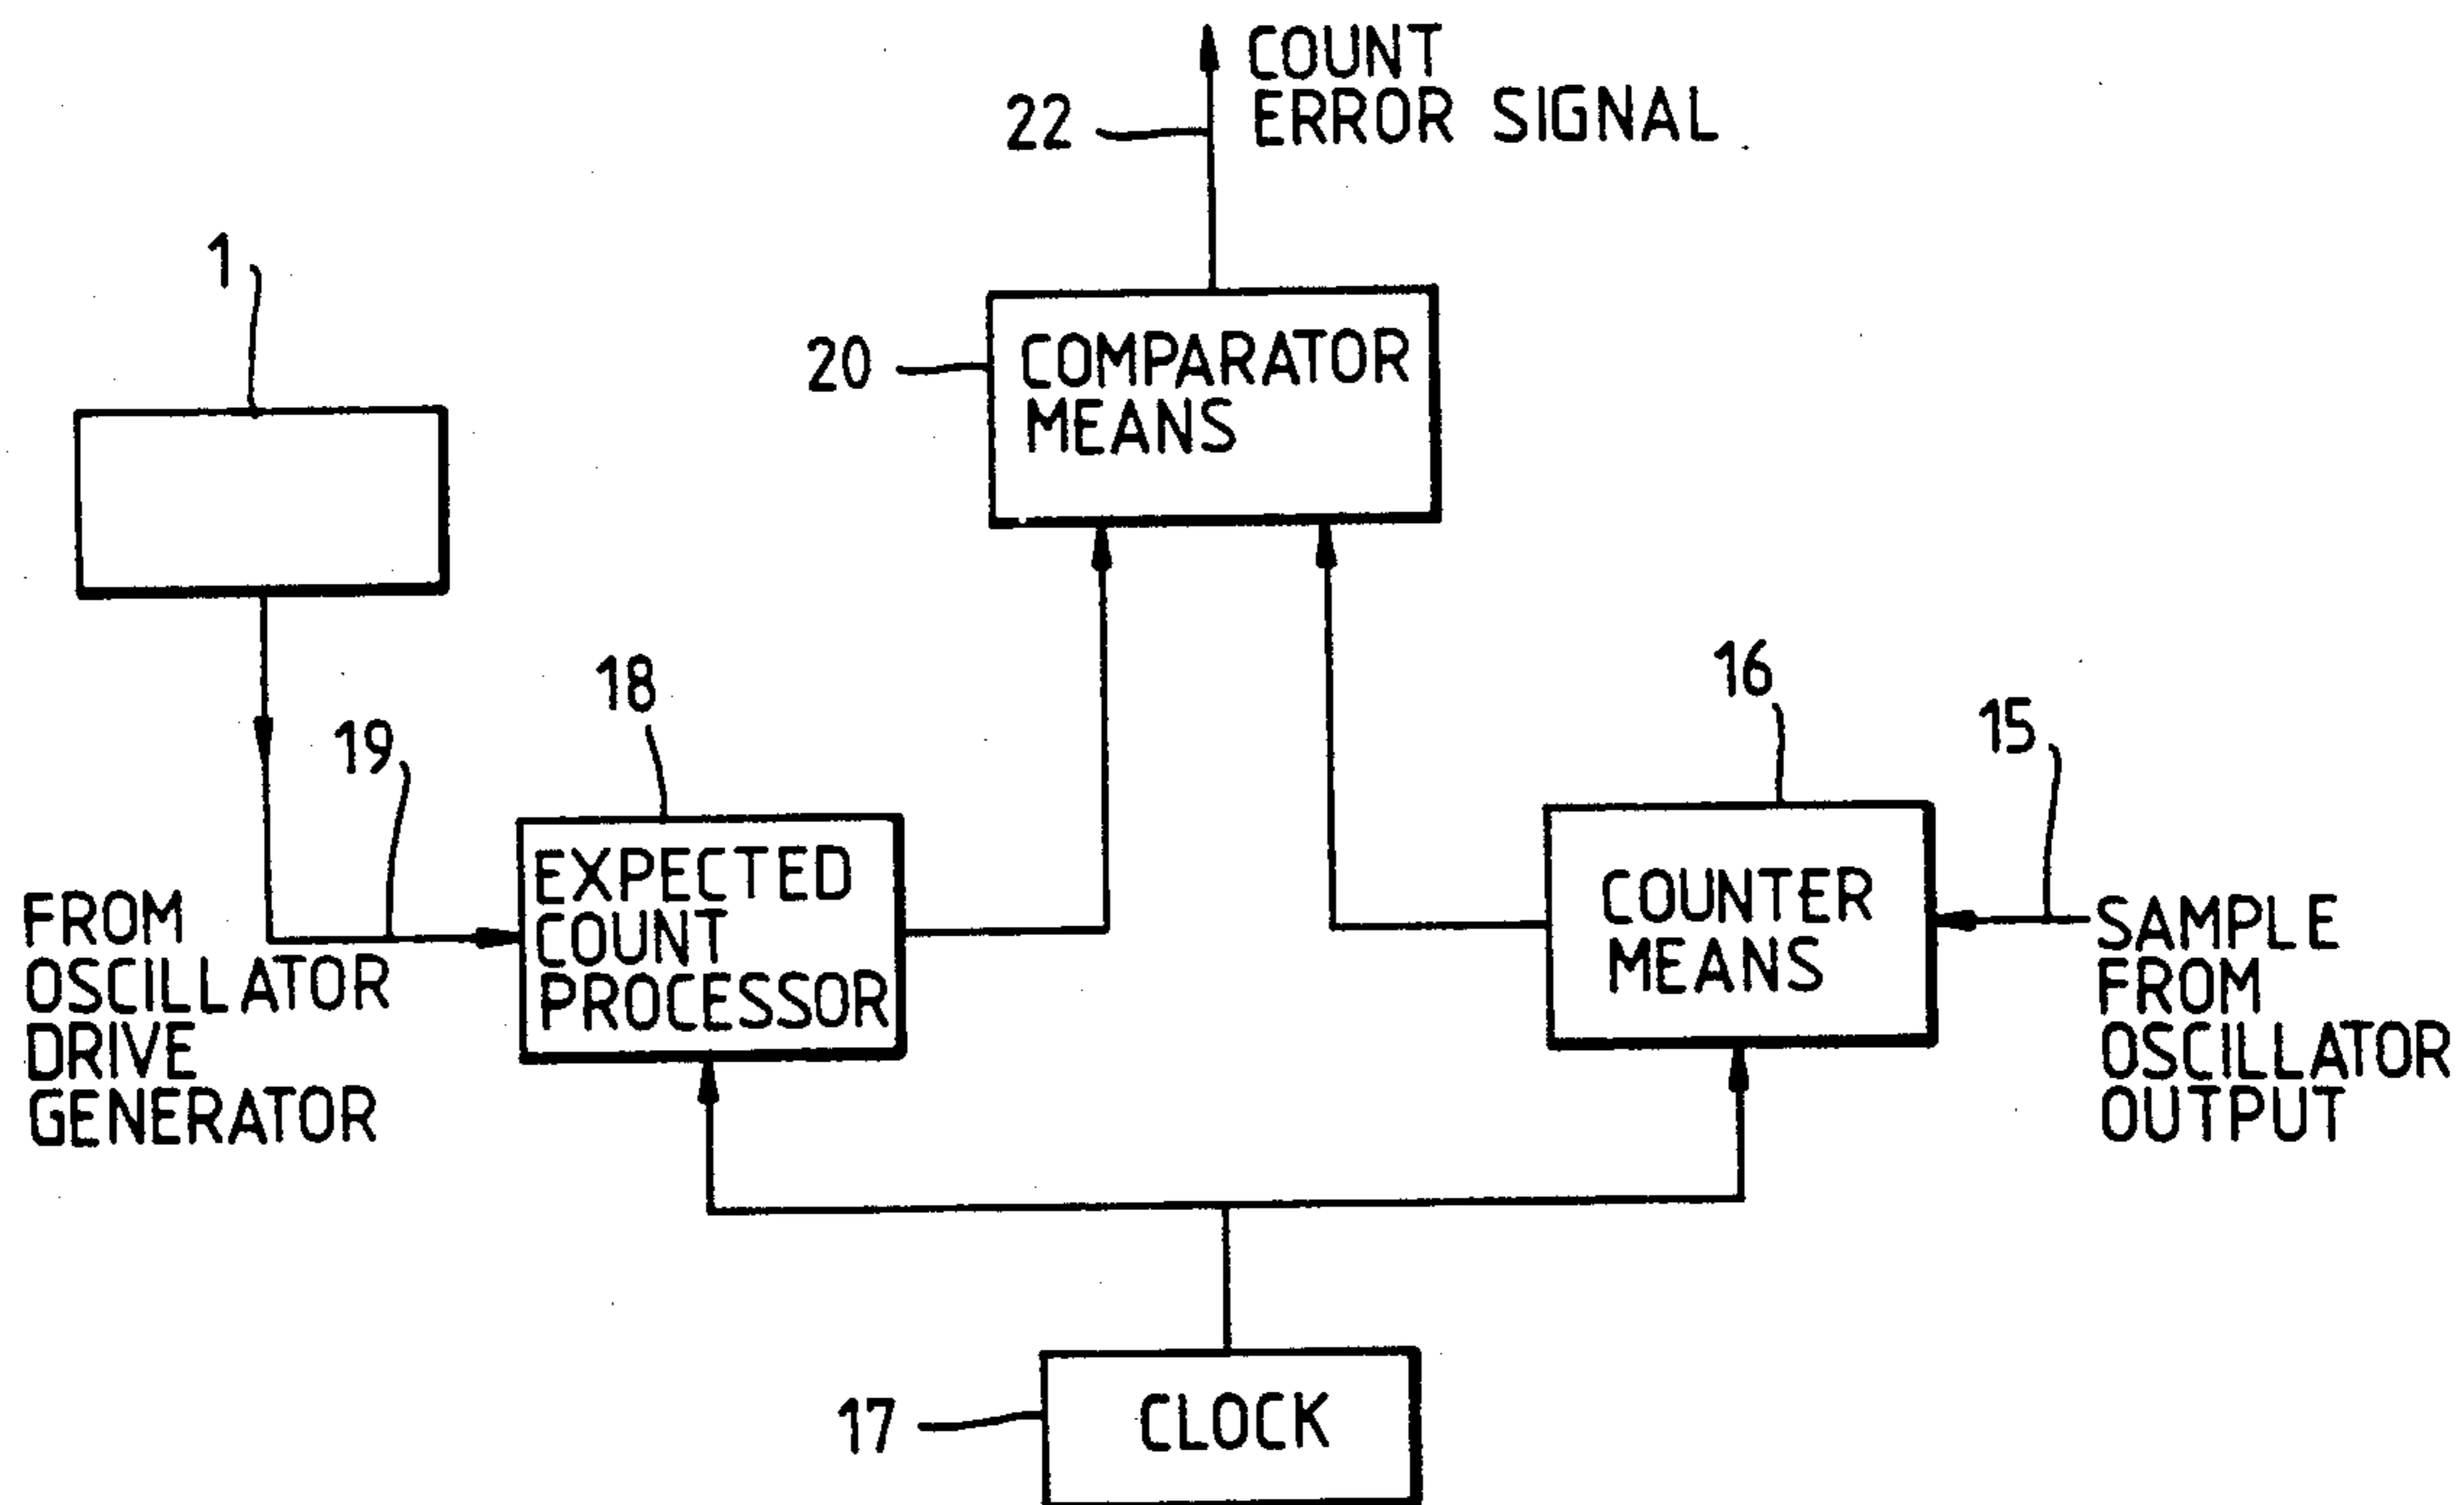 COUNT
ERROR SIGNAL
22
1
20
COMPARATOR
MEANS
18
16
15
19
EXPECTED
COUNT
PROCESSOR
COUNTER
MEANS
FROM
OSCILLATOR
DRIVE
GENERATOR
SAMPLE
FROM
OSCILLATOR
OUTPUT
17
CLOCK